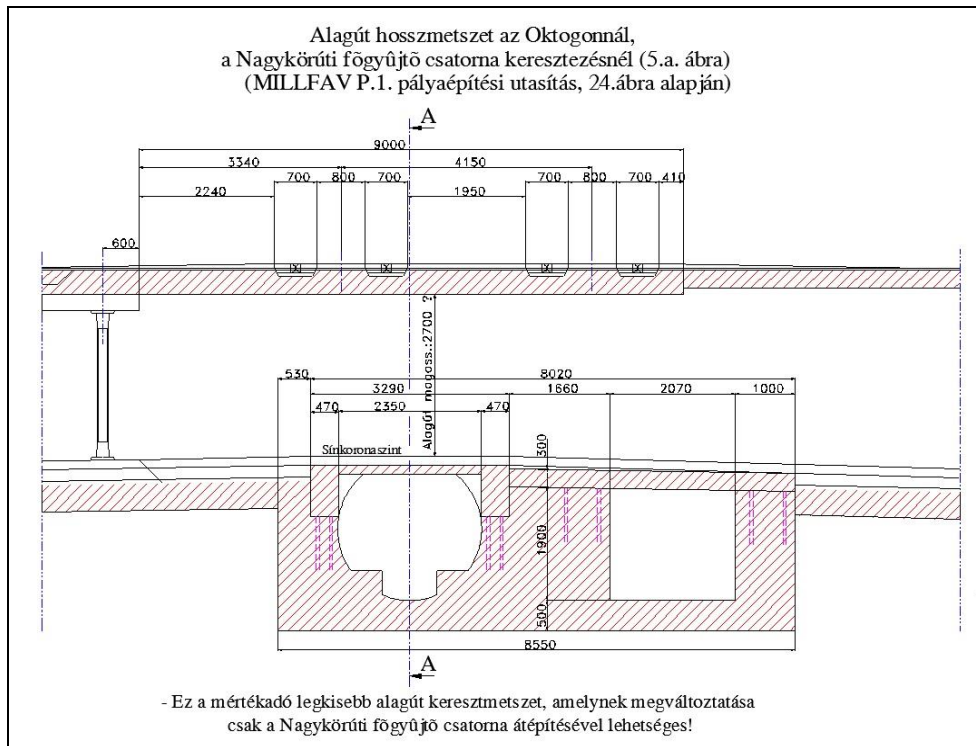 Alagút hosszmetszet az Oktogonnál,
a Nagykörúti fõgyûjtõ csatorna keresztezésnél (5.a. ábra)
(MILLFAV P.1. pályaépítési utasítás, 24.ábra alapján)
A
9000
3340 4150
700 800 700 700 800 700 410
2240 1950
600
Alagút magass.:2700 ?
530 8020
3290 1660 2070 1000
470 2350 470
Sínkoronaszint
300
1900
500
8550
A
- Ez a mértékadó legkisebb alagút keresztmetszet, amelynek megváltoztatása
csak a Nagykörúti fõgyûjtõ csatorna átépítésével lehetséges!